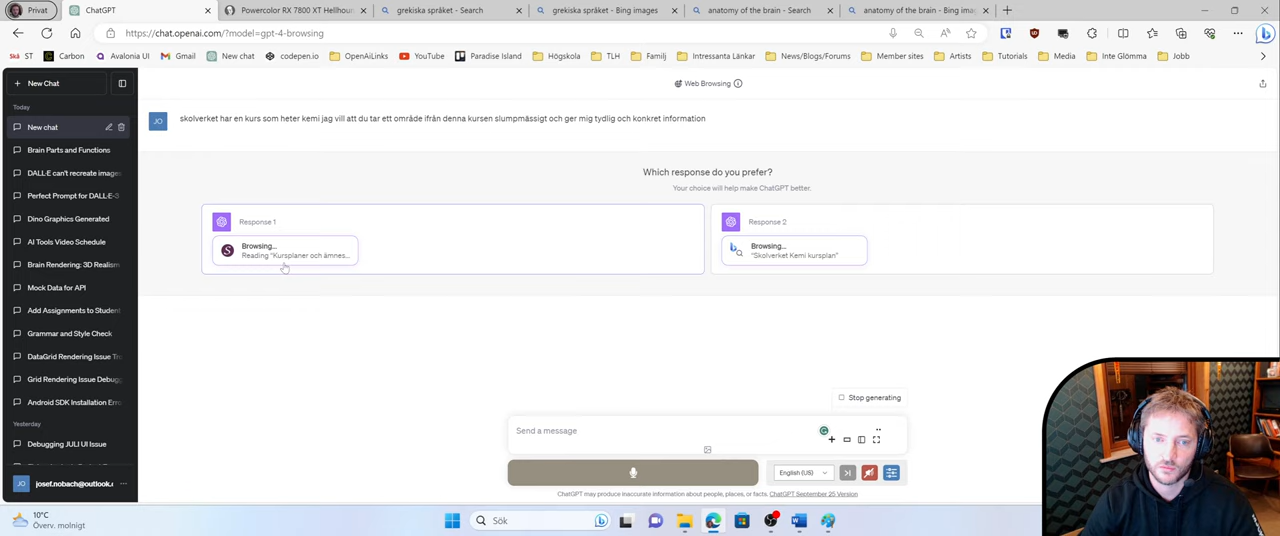 Privat
ChatGPT
Powercolor RX 7800 XT Hellhoun
grekiska språket - Search
grekiska språket - Bing images
anatomy of the brain - Search
anatomy of the brain - Bing imag
https://chat.openai.com/?model=gpt-4-browsing
ST
Carbon
Avalonia UI
Gmail
New chat
codepen.io
OpenAiLinks
YouTube
Paradise Island
Högskola
TLH
Familj
Intressanta Länkar
News/Blogs/Forums
Member sites
Artists
Tutorials
Media
Inte Glömma
Jobb
New Chat
Web Browsing
Today
New chat
Brain Parts and Functions
DALL·E can't recreate images
Perfect Prompt for DALL·E-3
Dino Graphics Generated
AI Tools Video Schedule
Brain Rendering: 3D Realism
Mock Data for API
Add Assignments to Student
Grammar and Style Check
DataGrid Rendering Issue Tro
Grid Rendering Issue Debug
Android SDK Installation Erro
Yesterday
Debugging JULI UI Issue
JO
josef.nobach@outlook.c
JO
skolverket har en kurs som heter kemi jag vill att du tar ett område ifrån denna kursen slumpmässigt och ger mig tydlig och konkret information
Which response do you prefer?
Your choice will help make ChatGPT better.
Response 1
Browsing...
Reading "Kursplaner och ämnes...
Response 2
Browsing...
"Skolverket Kemi kursplan"
Stop generating
Send a message
English (US)
ChatGPT may produce inaccurate information about people, places, or facts. ChatGPT September 25 Version
10°C
Överv. molnigt
Sök